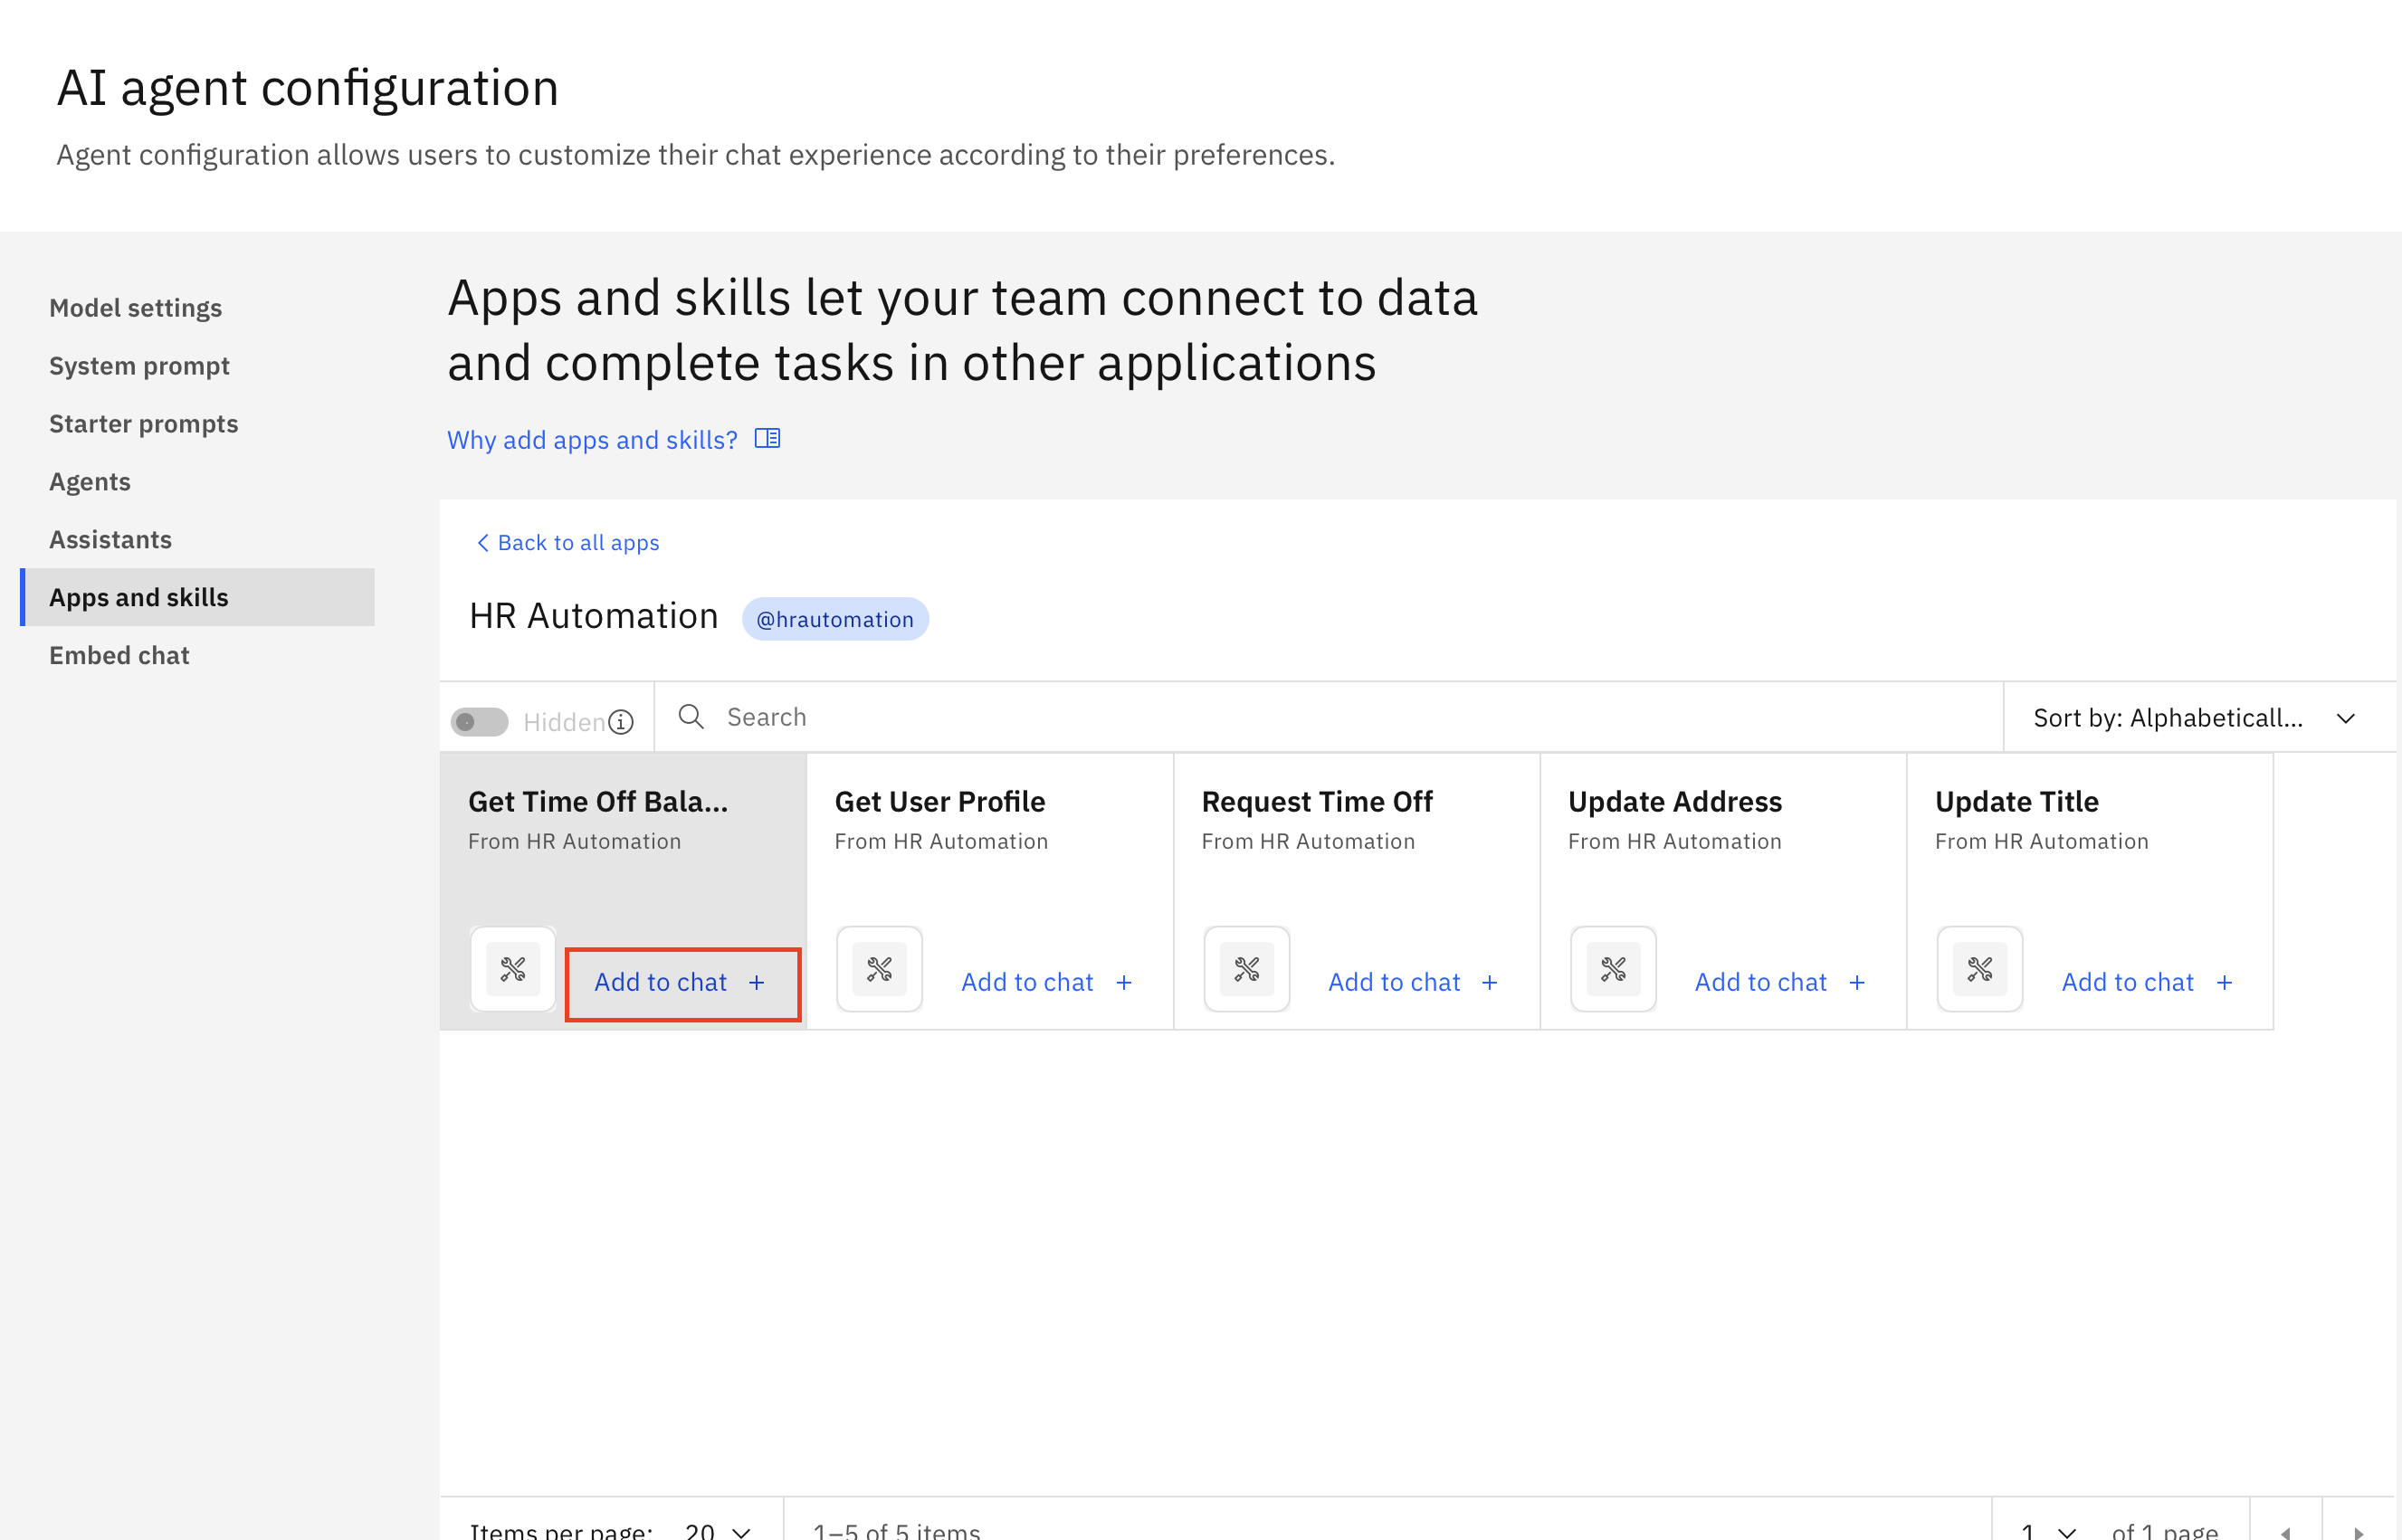 AI agent configuration
Agent configuration allows users to customize their chat experience according to their preferences.
Model settings
System prompt
Starter prompts
Agents
Assistants
Apps and skills
Embed chat
Apps and skills let your team connect to data
and complete tasks in other applications
Why add apps and skills?
Back to all apps
HR Automation @hrautomation
Hidden Search Sort by: Alphabeticall...
Get Time Off Bala... Get User Profile Request Time Off Update Address Update Title
From HR Automation From HR Automation From HR Automation From HR Automation From HR Automation
Add to chat + Add to chat + Add to chat + Add to chat + Add to chat +
Items per page: 20 1–5 of 5 items 1 of 1 page